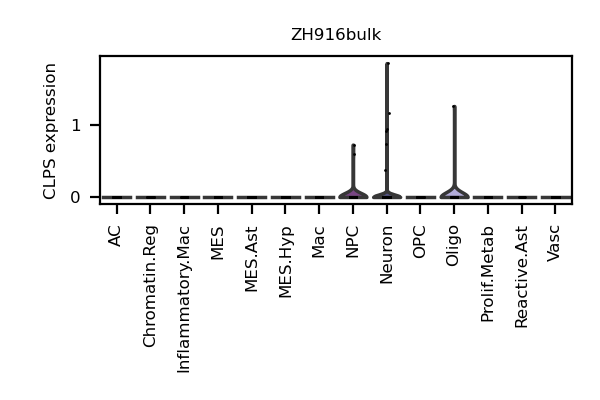 ZH916bulk
CLPS expression
1
0
AC
Chromatin.Reg
Inflammatory.Mac
MES
MES.Ast
MES.Hyp
Mac
NPC
Neuron
OPC
Oligo
Prolif.Metab
Reactive.Ast
Vasc